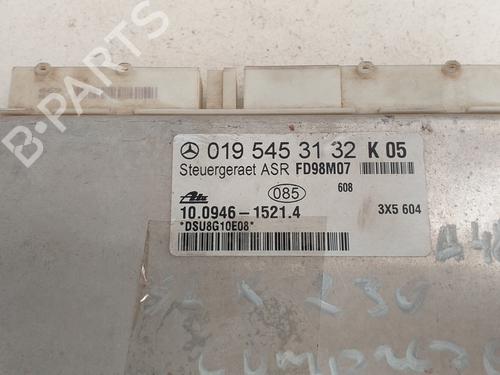 B-PARTS
019 545 31 32 K 05
Steuergeraet ASR FD98M07
Ate 085 608
10.0946-1521.4 3X5 604
*DSU8G10E08*
230